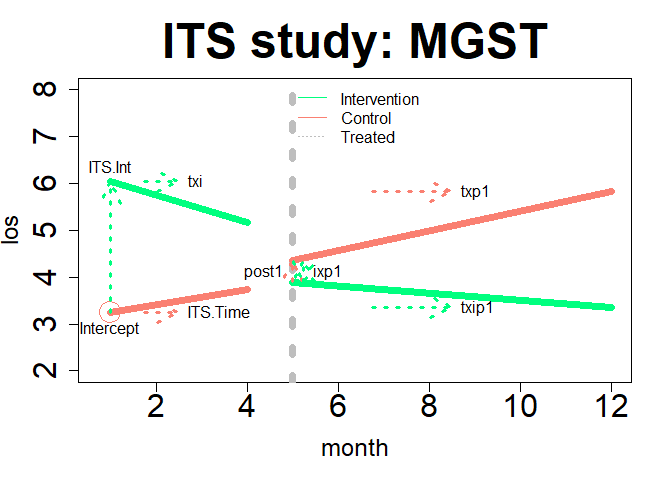 ITS study: MGST
8
7
6
5
4
3
2
los
Intervention
Control
Treated
ITS.Int
txi
txp1
post1
ixp1
Intercept
ITS.Time
txip1
2
4
6
8
10
12
month